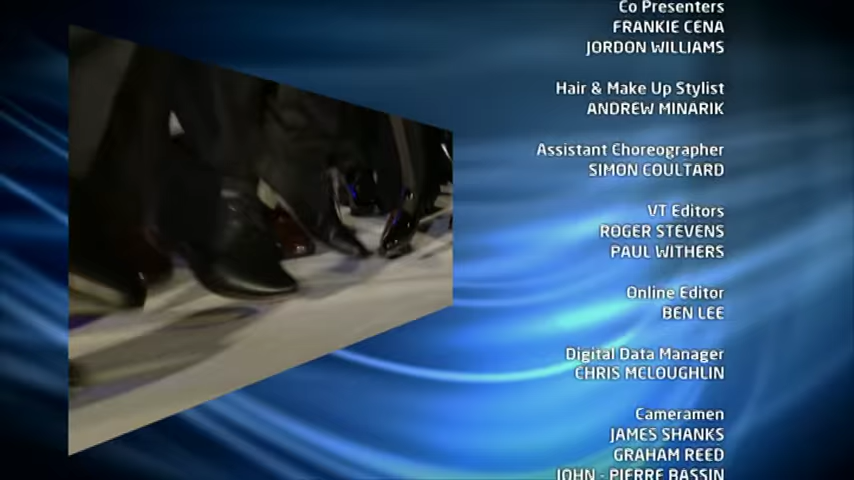 Co Presenters
FRANKIE CENA
JORDON WILLIAMS
Hair & Make Up Stylist
ANDREW MINARIK
Assistant Choreographer
SIMON COULTARD
VT Editors
ROGER STEVENS
PAUL WITHERS
Online Editor
BEN LEE
Digital Data Manager
CHRIS MCLOUGHLIN
Cameramen
JAMES SHANKS
GRAHAM REED
JOHN - PIERRE BASSIN